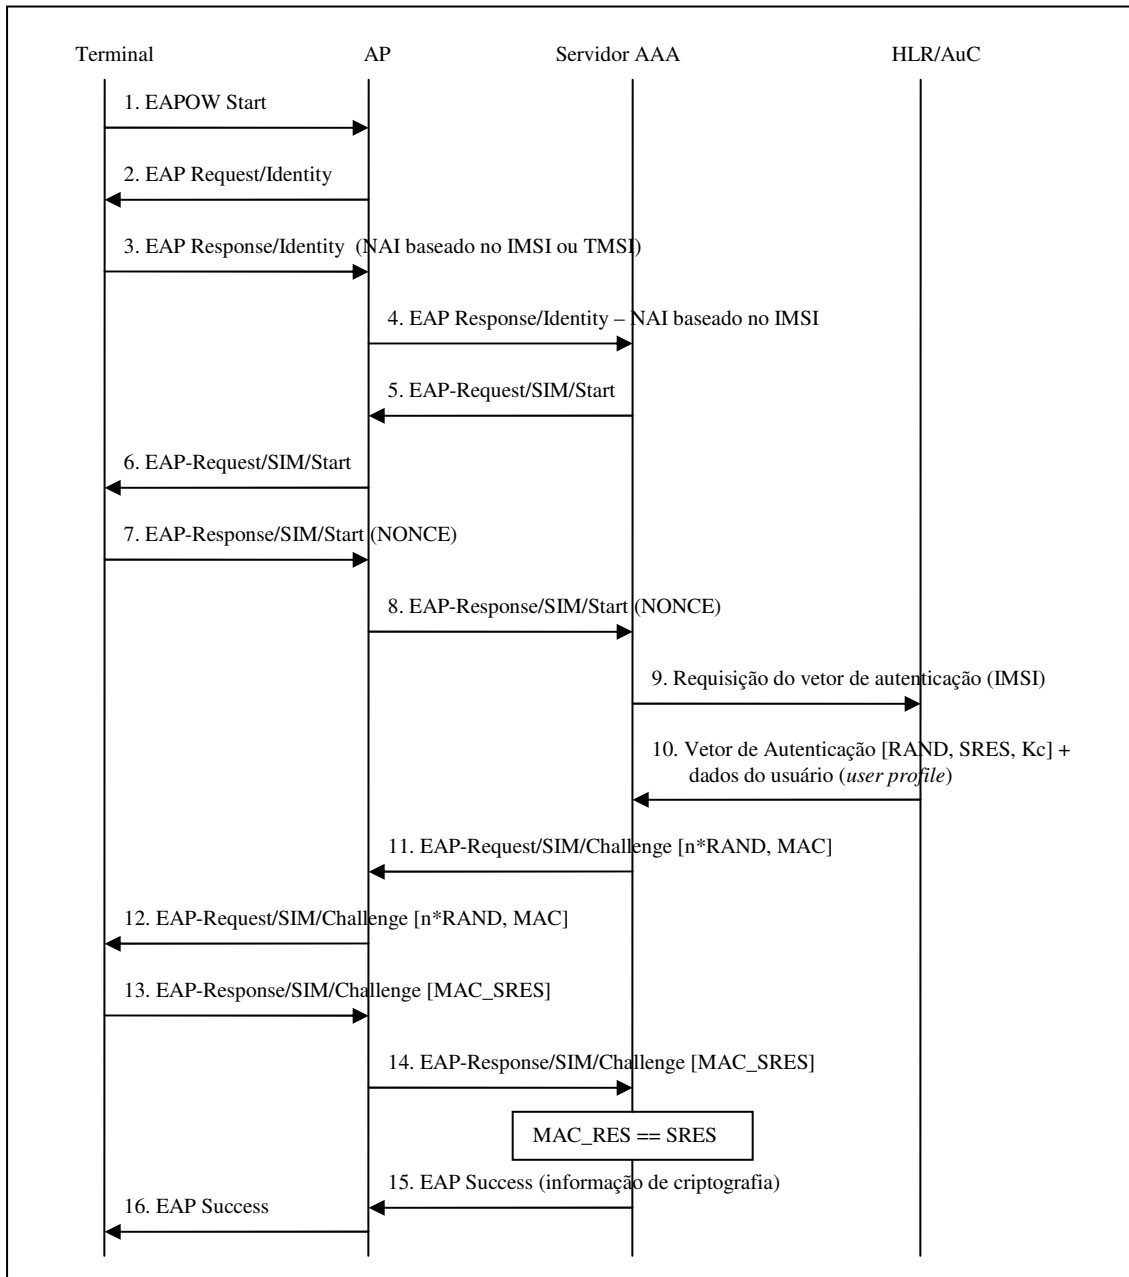 Terminal
AP
Servidor AAA
HLR/AuC
1. EAPOW Start
2. EAP Request/Identity
3. EAP Response/Identity (NAI baseado no IMSI ou TMSI)
4. EAP Response/Identity – NAI baseado no IMSI
5. EAP-Request/SIM/Start
6. EAP-Request/SIM/Start
7. EAP-Response/SIM/Start (NONCE)
8. EAP-Response/SIM/Start (NONCE)
9. Requisição do vetor de autenticação (IMSI)
10. Vetor de Autenticação [RAND, SRES, Kc] +
dados do usuário (user profile)
11. EAP-Request/SIM/Challenge [n*RAND, MAC]
12. EAP-Request/SIM/Challenge [n*RAND, MAC]
13. EAP-Response/SIM/Challenge [MAC_SRES]
14. EAP-Response/SIM/Challenge [MAC_SRES]
MAC_RES == SRES
15. EAP Success (informação de criptografia)
16. EAP Success